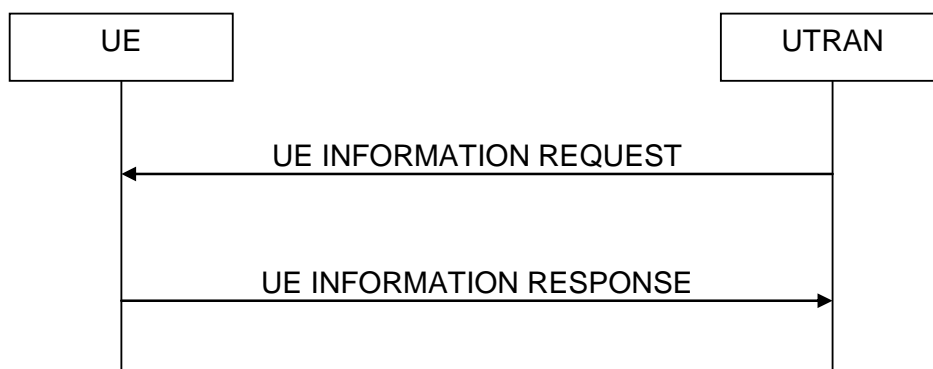 UE
UTRAN
UE INFORMATION REQUEST
UE INFORMATION RESPONSE